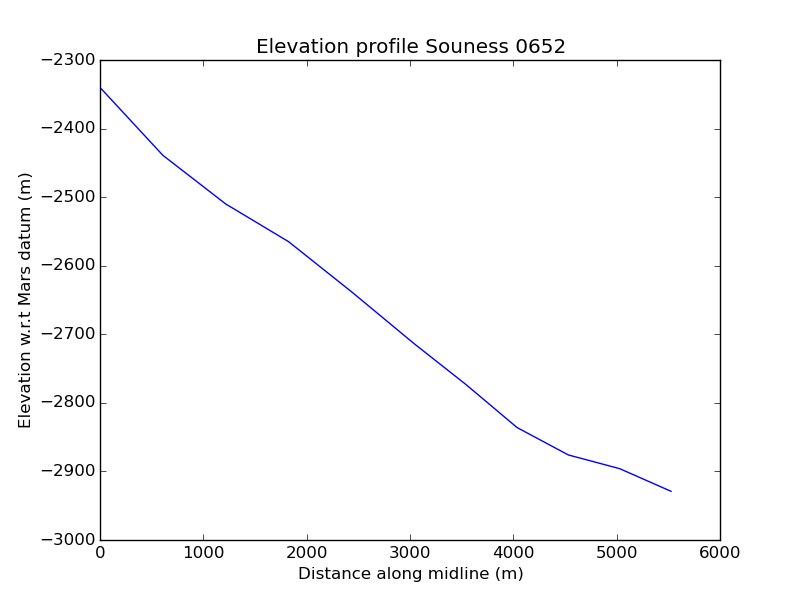 Elevation profile Souness 0652
−2300
−2400
−2500
−2600
−2700
−2800
−2900
−3000
Elevation w.r.t Mars datum (m)
0 1000 2000 3000 4000 5000 6000
Distance along midline (m)